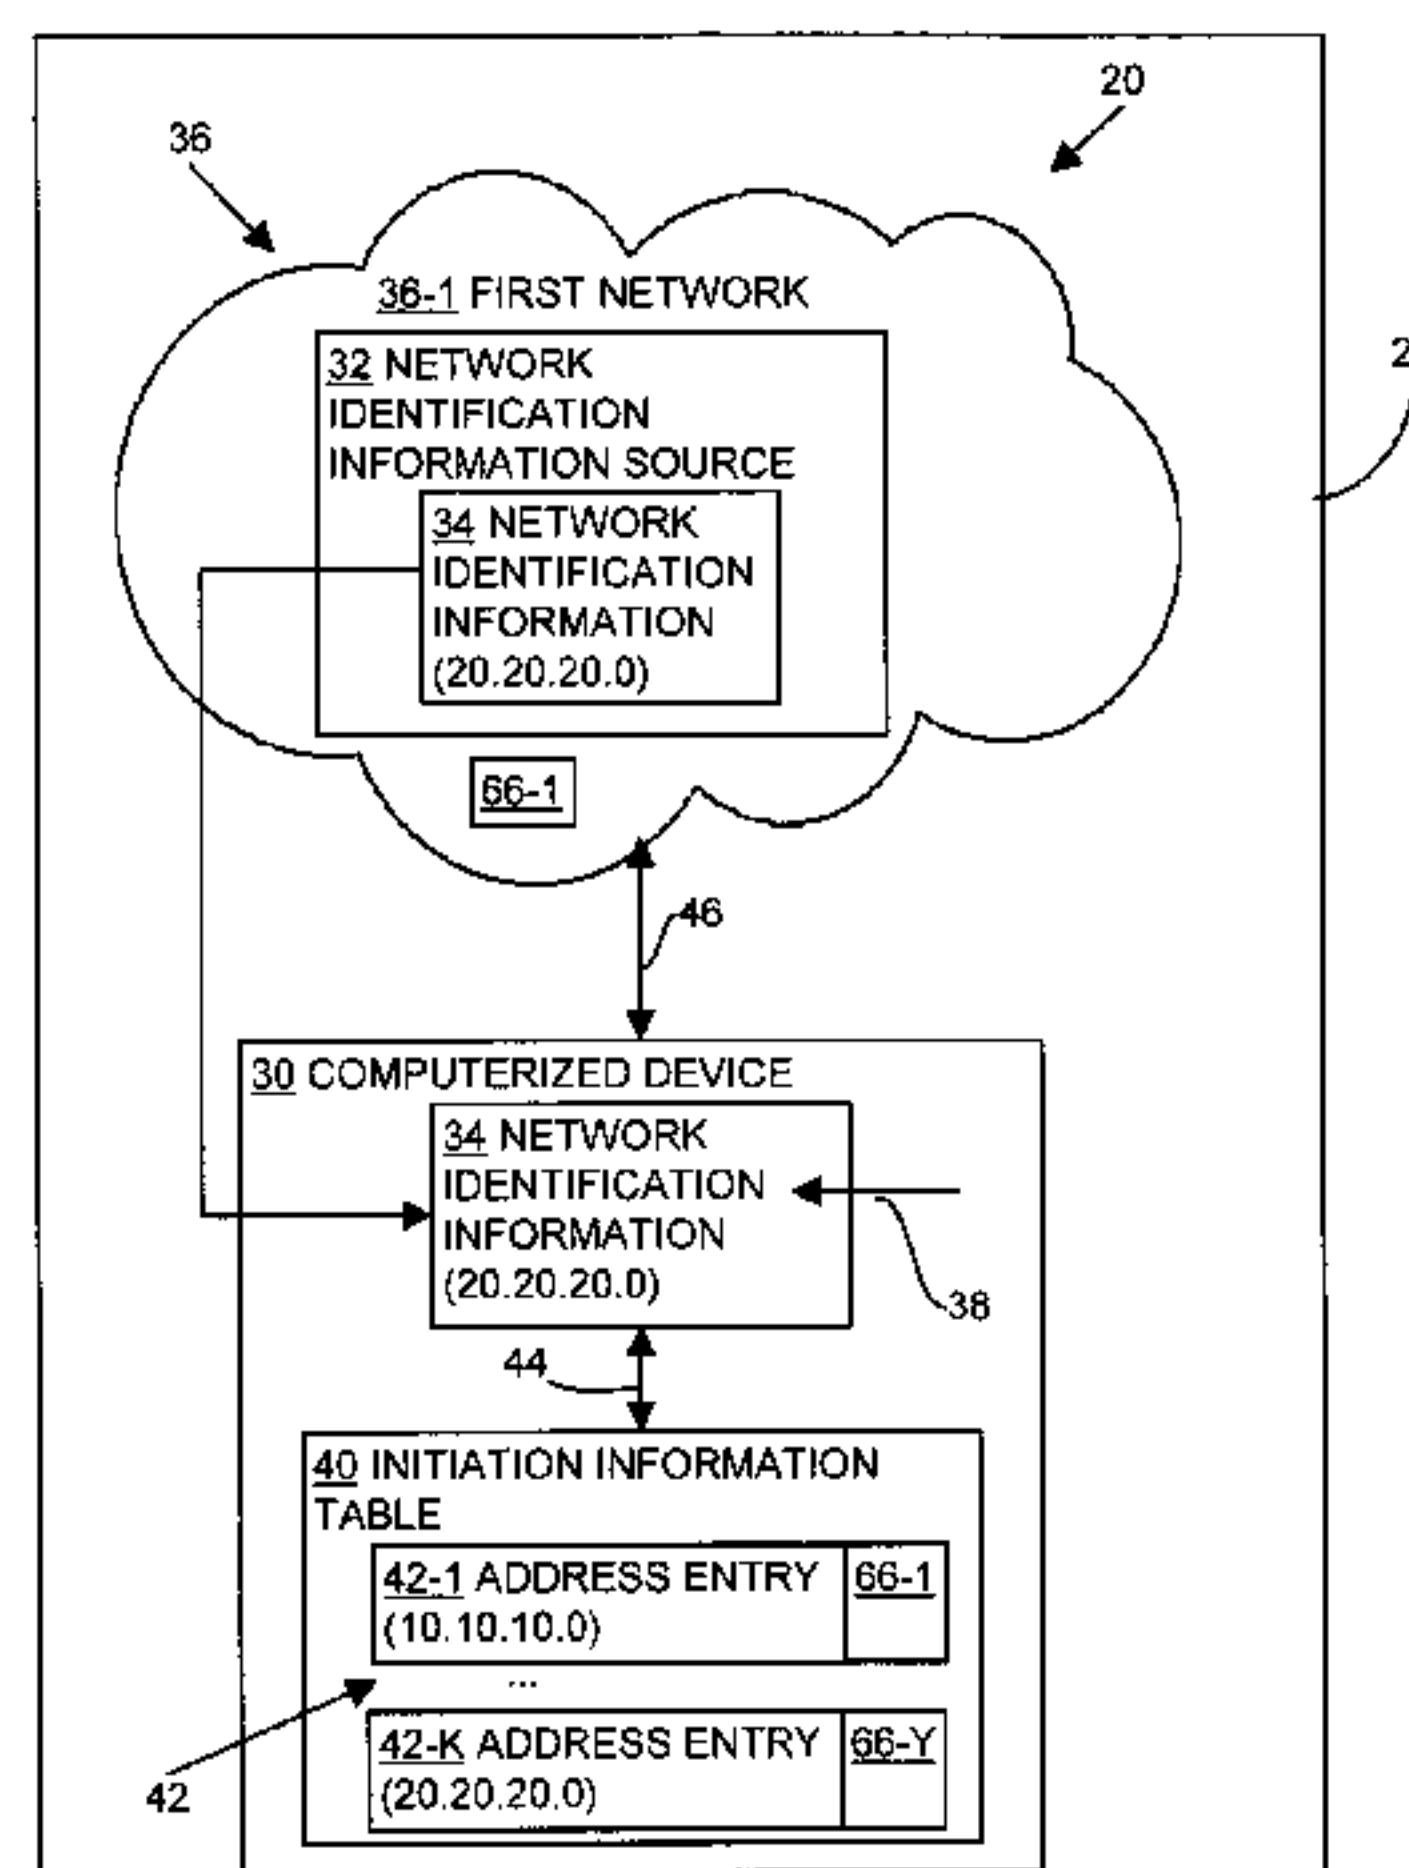 20
36
36-1 FIRST NETWORK
32 NETWORK
IDENTIFICATION
INFORMATION SOURCE
34 NETWORK
IDENTIFICATION
INFORMATION
(20.20.20.0)
66-1
46
30 COMPUTERIZED DEVICE
34 NETWORK
IDENTIFICATION
INFORMATION
(20.20.20.0)
38
44
40 INITIATION INFORMATION
TABLE
42-1 ADDRESS ENTRY 66-1
(10.10.10.0)
...
42-K ADDRESS ENTRY 66-Y
(20.20.20.0)
42